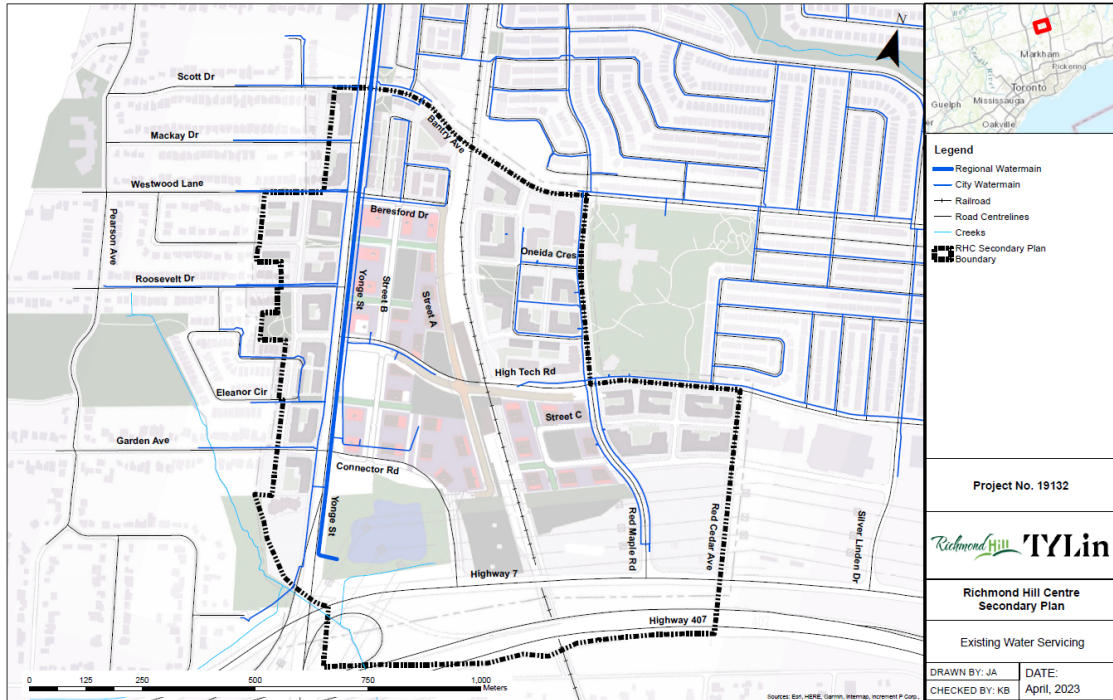 Scott Dr
Mackay Dr
Westwood Lane
Pearson Ave
Roosevelt Dr
Eleanor Cir
Garden Ave
Bantry Ave
Beresford Dr
Oneida Cres
Yonge St
Street B
Street A
High Tech Rd
Street C
Connector Rd
Yonge St
Red Maple Rd
Red Cedar Ave
Silver Linden Dr
Highway 7
Highway 407
N
0 125 250 500 750 1,000
Meters
Sources: Esri, HERE, Garmin, Intermap, increment P Corp.,
Markham
Pickering
Toronto
Guelph
Mississauga
Oakville
Legend
Regional Watermain
City Watermain
Railroad
Road Centrelines
Creeks
RHC Secondary Plan
Boundary
Project No. 19132
Richmond Hill TYLin
Richmond Hill Centre
Secondary Plan
Existing Water Servicing
DRAWN BY: JA
CHECKED BY: KB
DATE:
April, 2023